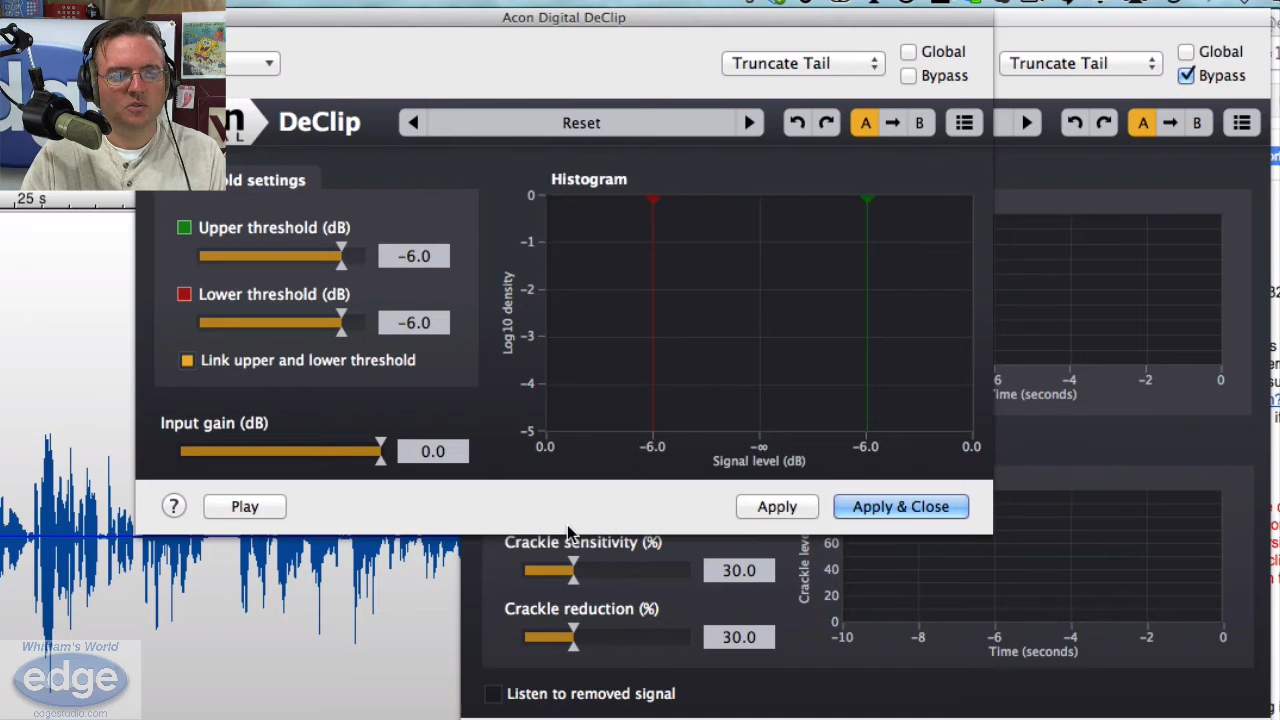 Acon Digital DeClip
Truncate Tail
Global
Bypass
Truncate Tail
Global
Bypass
DeClip
Reset
A
B
A
B
25 s
Histogram
Upper threshold (dB)
-6.0
Lower threshold (dB)
-6.0
Link upper and lower threshold
Input gain (dB)
0.0
Log10 density
0
-1
-2
-3
-4
-5
0.0 -6.0 -∞ -6.0 0.0
Signal level (dB)
-4 -2 0
Time (seconds)
?
Play
Apply
Apply & Close
Crackle sensitivity (%)
30.0
Crackle reduction (%)
30.0
60
40
20
0
-10 -8 -6 -4 -2 0
Time (seconds)
Listen to removed signal
Whittam's World
edge
edgestudio.com